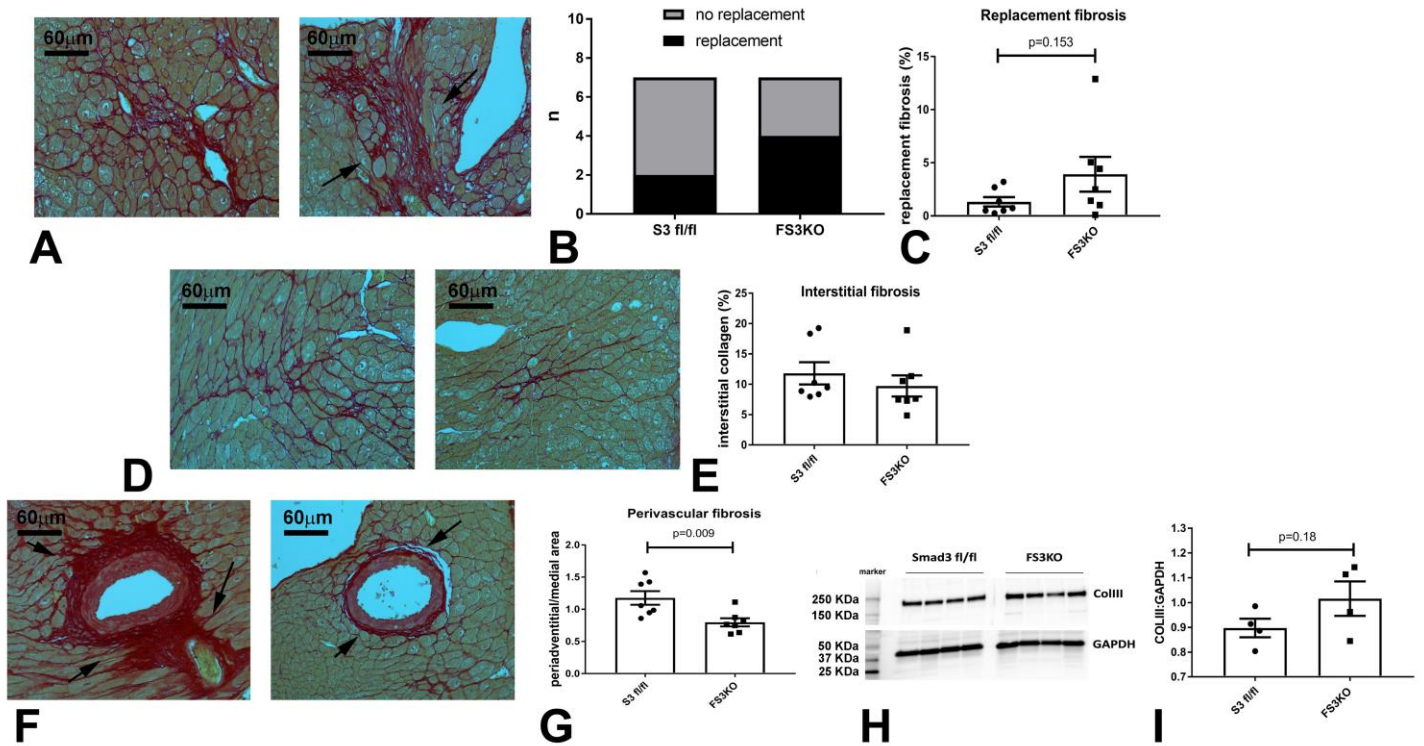 60μm
60μm
A
10
8
6
4
2
0
n
no replacement
replacement
S3 fl/fl
FS3KO
B
Replacement fibrosis
p=0.153
15
10
5
0
replacement fibrosis (%)
S3 fl/fl
FS3KO
C
60μm
60μm
D
Interstitial fibrosis
25
20
15
10
5
0
interstitial collagen (%)
S3 fl/fl
FS3KO
E
60μm
60μm
F
Perivascular fibrosis
p=0.009
2.0
1.5
1.0
0.5
0.0
periadventitial/medial area
S3 fl/fl
FS3KO
G
marker
Smad3 fl/fl
FS3KO
250 KDa
150 KDa
ColIII
50 KDa
37 KDa
25 KDa
GAPDH
H
p=0.18
1.3
1.2
1.1
1.0
0.9
0.8
0.7
COLIII:GAPDH
S3 fl/fl
FS3KO
I